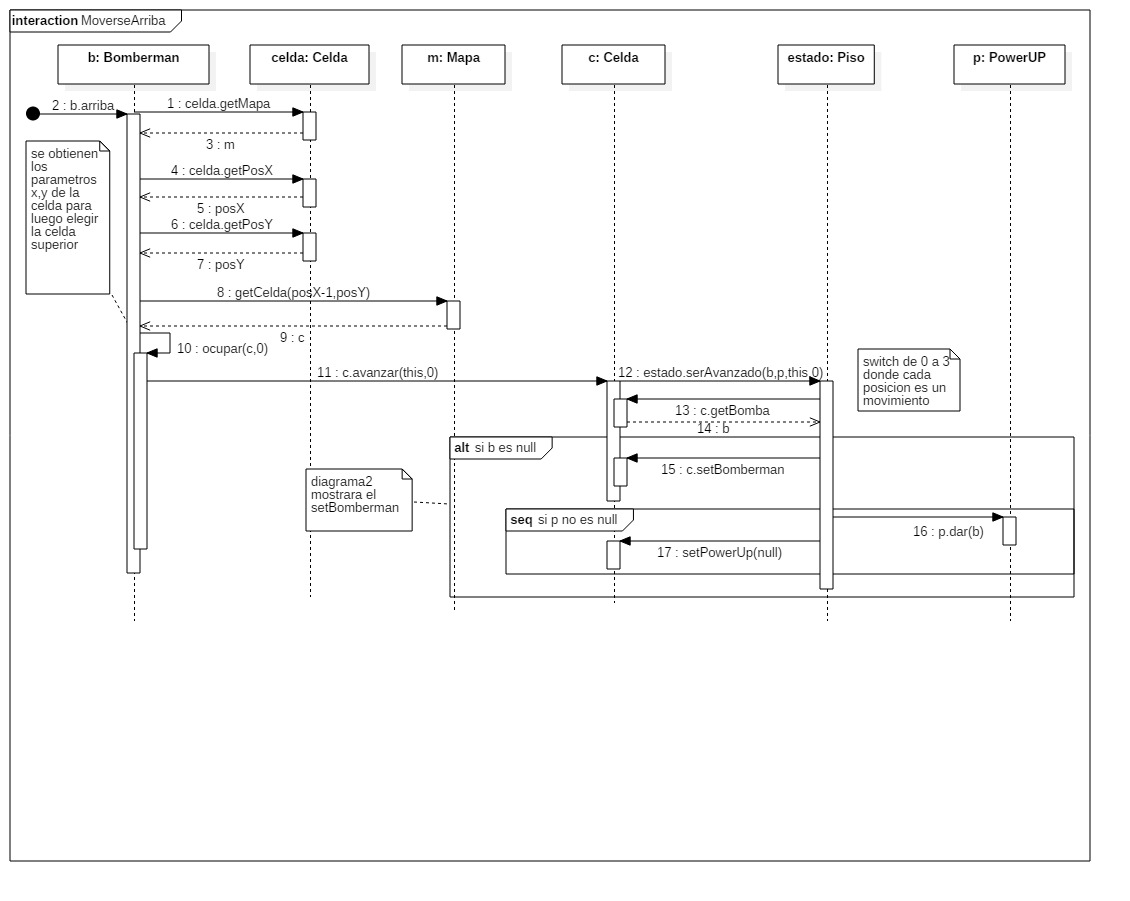 interaction MoverseArriba
b: Bomberman
celda: Celda
m: Mapa
c: Celda
estado: Piso
p: PowerUP
2 : b.arriba
1 : celda.getMapa
3 : m
se obtienen
los
parametros
x,y de la
celda para
luego elegir
la celda
superior
4 : celda.getPosX
5 : posX
6 : celda.getPosY
7 : posY
8 : getCelda(posX-1,posY)
9 : c
10 : ocupar(c,0)
11 : c.avanzar(this,0)
12 : estado.serAvanzado(b,p,this,0)
switch de 0 a 3
donde cada
posicion es un
movimiento
13 : c.getBomba
14 : b
alt si b es null
15 : c.setBomberman
diagrama2
mostrara el
setBomberman
seq si p no es null
16 : p.dar(b)
17 : setPowerUp(null)